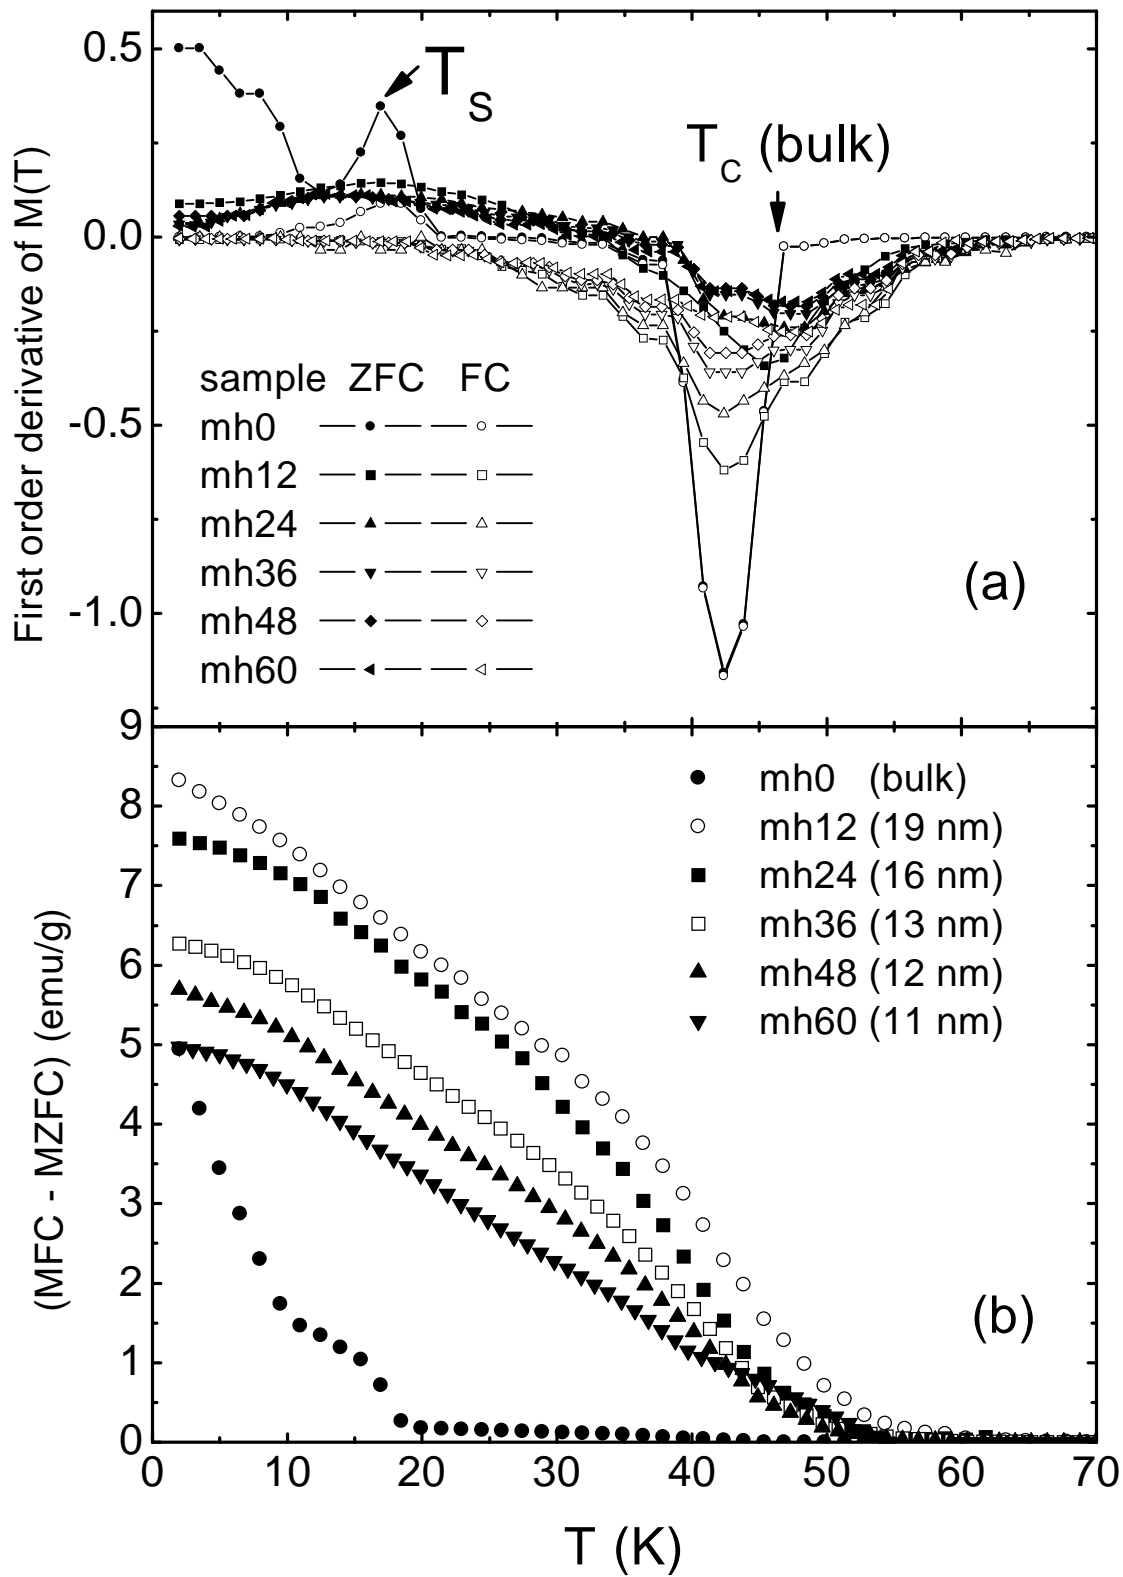 0.5
T_S
T_C (bulk)
0.0
sample ZFC FC
-0.5
mh0
mh12
mh24
mh36
(a)
-1.0
mh48
mh60
First order derivative of M(T)
9
mh0 (bulk)
8
mh12 (19 nm)
mh24 (16 nm)
7
mh36 (13 nm)
6
mh48 (12 nm)
mh60 (11 nm)
5
4
3
2
(b)
1
0
(MFC - MZFC) (emu/g)
0 10 20 30 40 50 60 70
T (K)